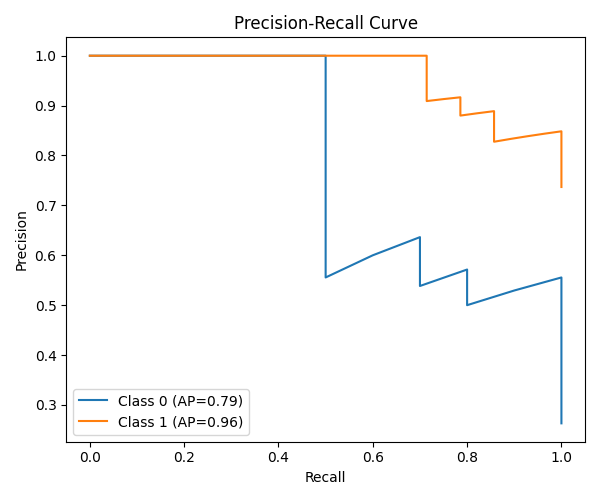 Precision-Recall Curve
Precision
1.0
0.9
0.8
0.7
0.6
0.5
0.4
0.3
Class 0 (AP=0.79)
Class 1 (AP=0.96)
0.0 0.2 0.4 0.6 0.8 1.0
Recall